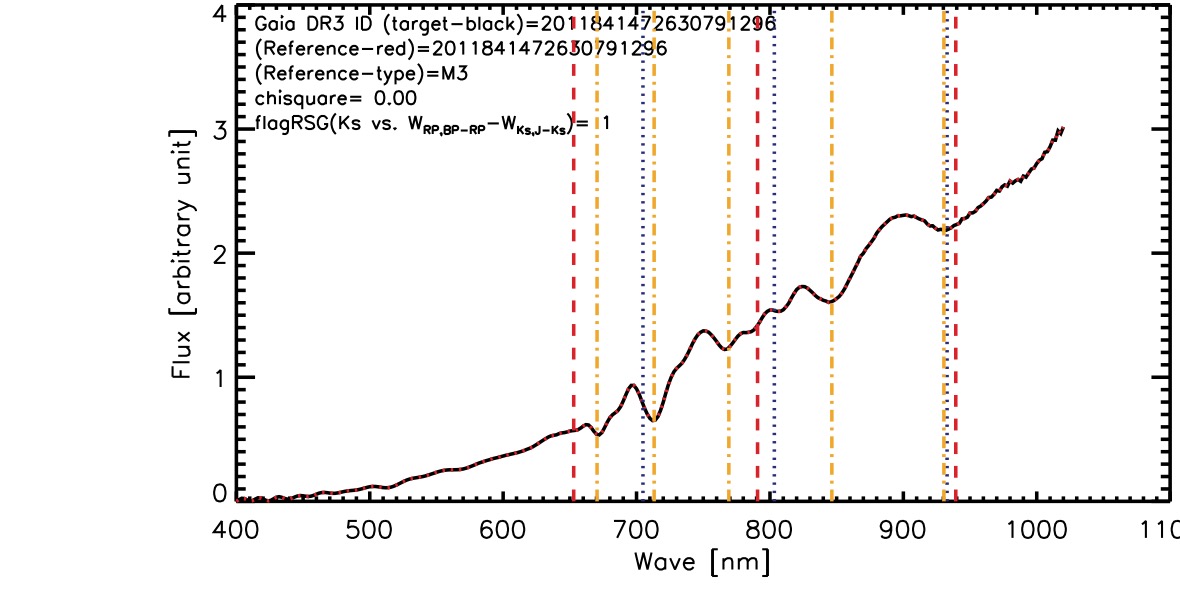 Gaia DR3 ID (target-black)=2011841472630791296
(Reference-red)=2011841472630791296
(Reference-type)=M3
chisquare= 0.00
flagRSG(Ks vs. W_RP,BP-RP-W_Ks,J-Ks)= 1
4
3
2
1
0
Flux [arbitrary unit]
400 500 600 700 800 900 1000 110
Wave [nm]